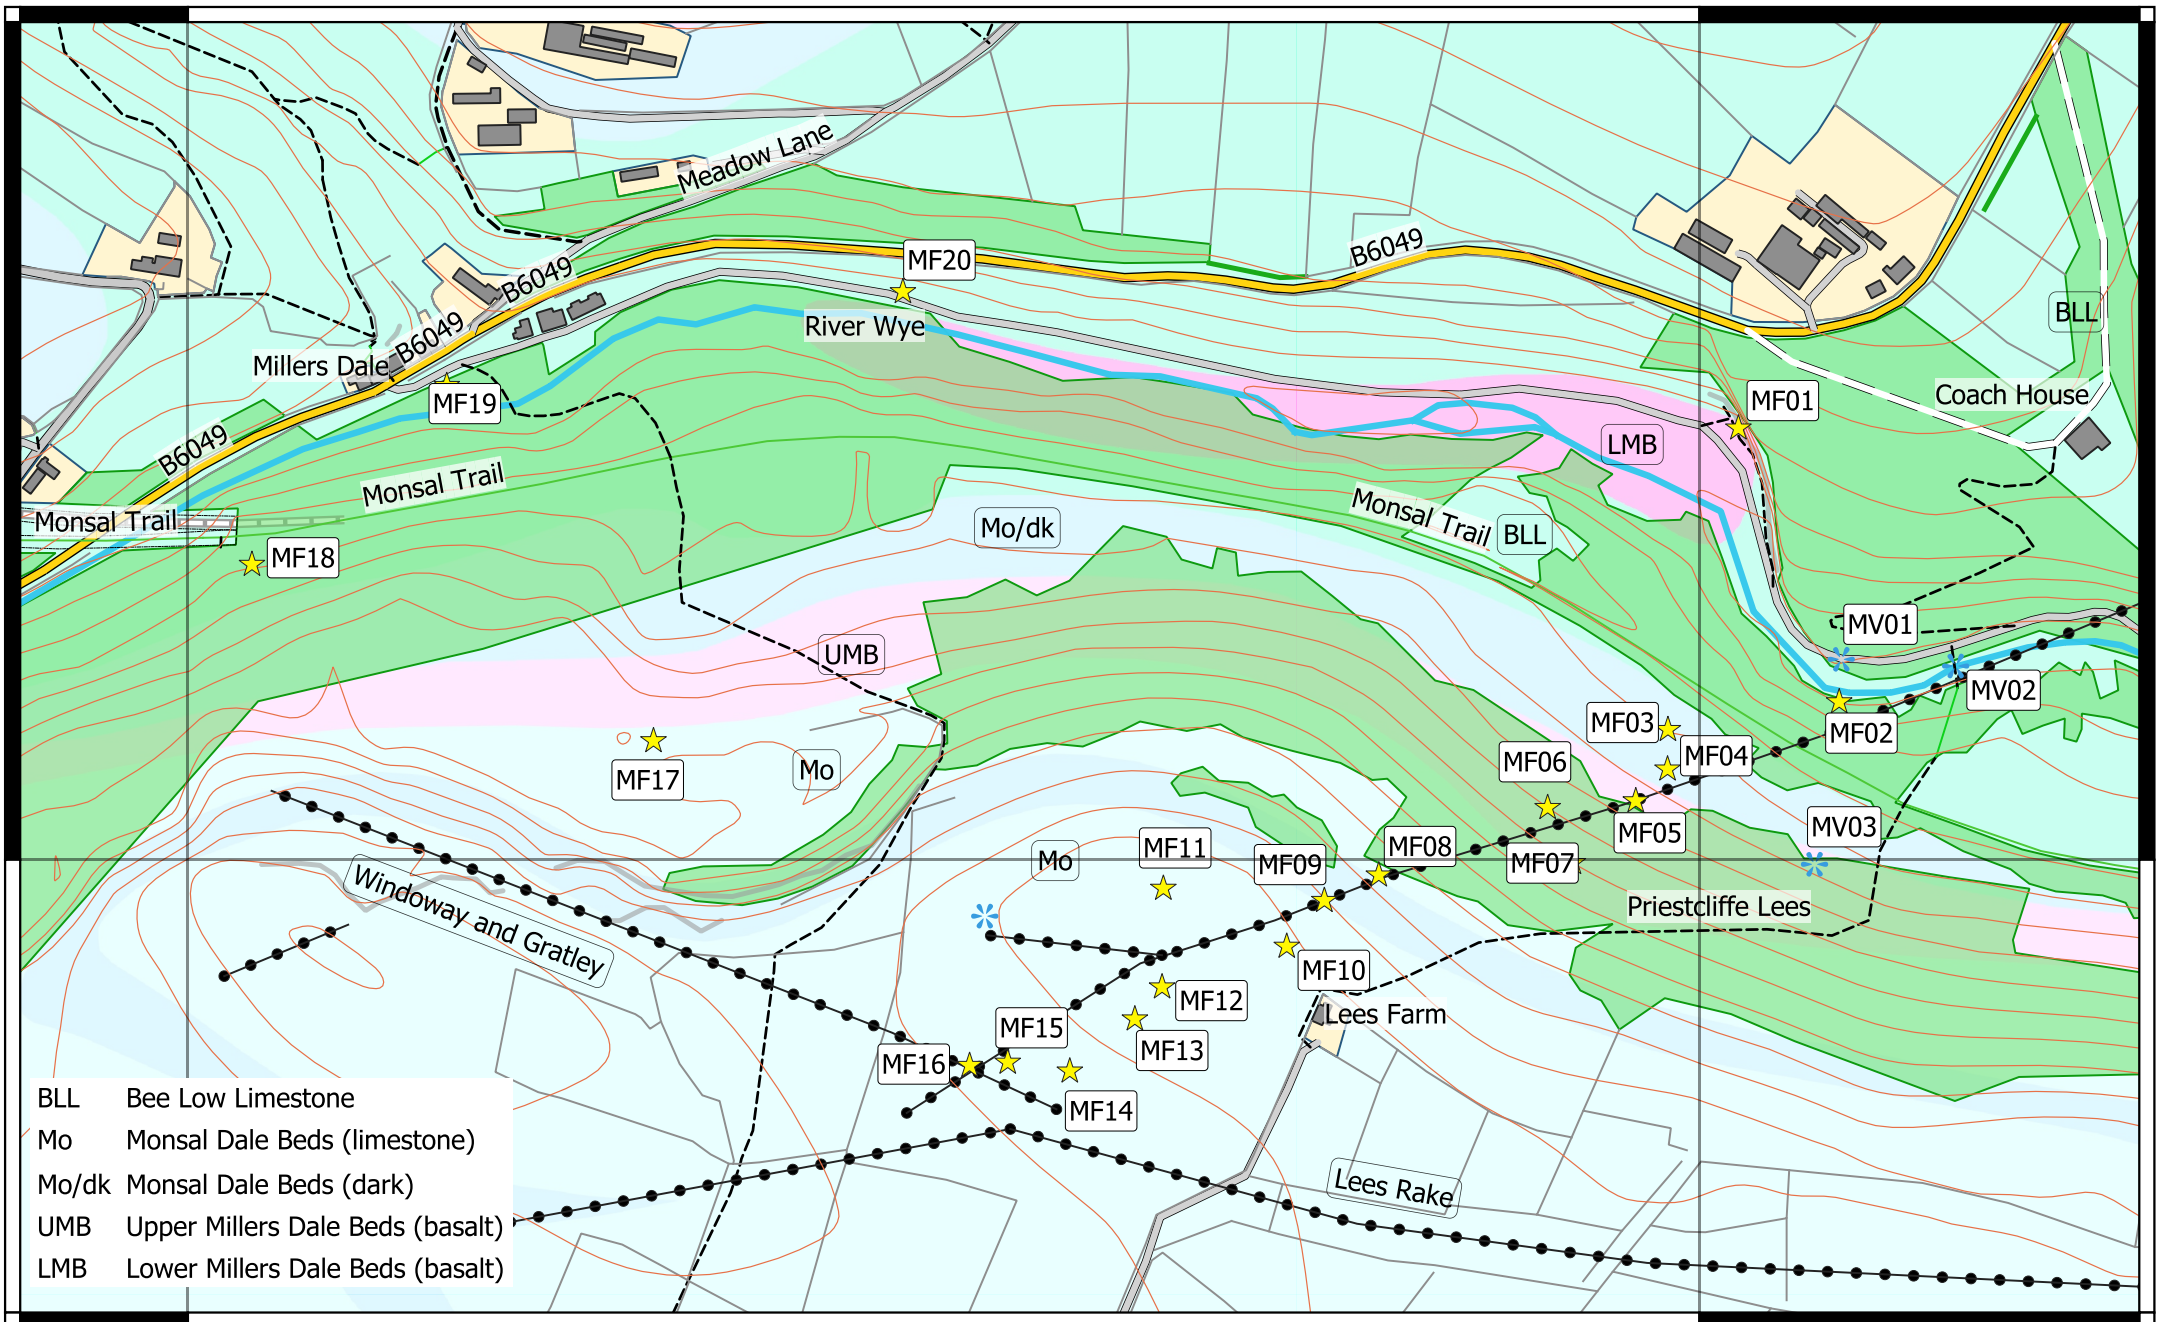 Meadow Lane
MF20
B6049
B6049
River Wye
BLL
B6049
Millers Dale
MF19
MF01
Coach House
LMB
B6049
Monsal Trail
Monsal Trail
Mo/dk
Monsal Trail
BLL
MF18
MV01
UMB
MV02
MF03
MF02
MF04
MF06
Mo
MF17
MV03
MF05
MF11
MF08
Mo
MF09
MF07
Windoway and Gratley
Priestcliffe Lees
MF10
MF12
Lees Farm
MF15
MF13
MF16
MF14
Lees Rake
BLL Bee Low Limestone
Mo Monsal Dale Beds (limestone)
Mo/dk Monsal Dale Beds (dark)
UMB Upper Millers Dale Beds (basalt)
LMB Lower Millers Dale Beds (basalt)